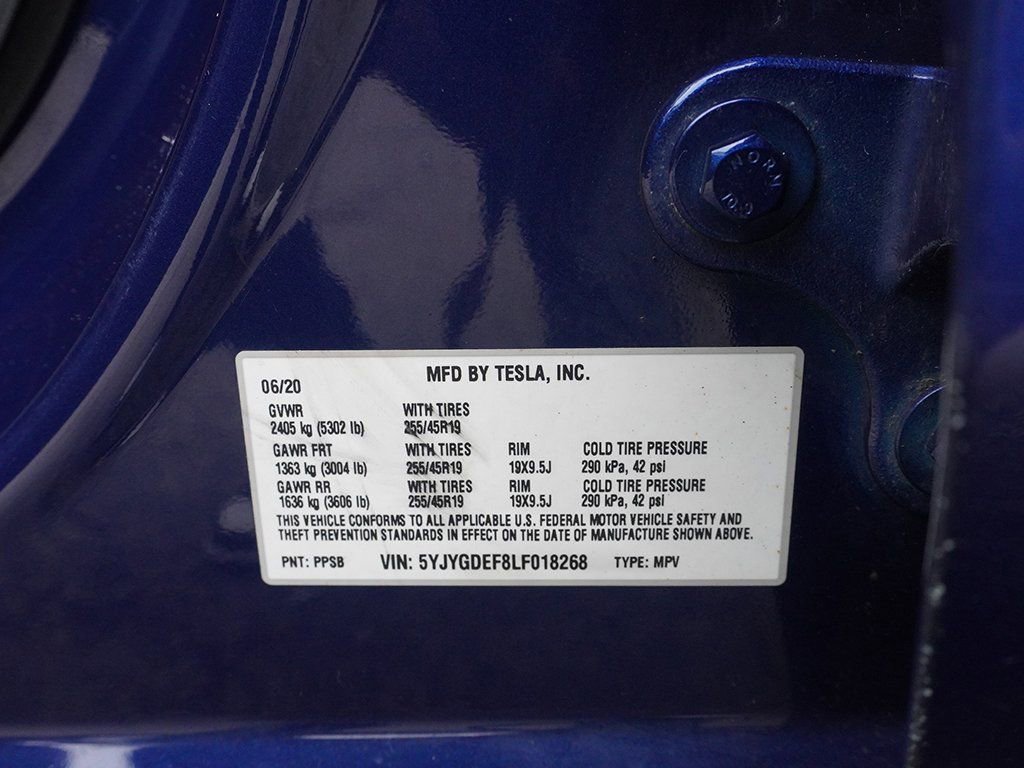 NORM
10.9
MFD BY TESLA, INC.
06/20
GVWR WITH TIRES
2405 kg (5302 lb) 255/45R19
GAWR FRT WITH TIRES RIM COLD TIRE PRESSURE
1363 kg (3004 lb) 255/45R19 19X9.5J 290 kPa, 42 psi
GAWR RR WITH TIRES RIM COLD TIRE PRESSURE
1636 kg (3606 lb) 255/45R19 19X9.5J 290 kPa, 42 psi
THIS VEHICLE CONFORMS TO ALL APPLICABLE U.S. FEDERAL MOTOR VEHICLE SAFETY AND
THEFT PREVENTION STANDARDS IN EFFECT ON THE DATE OF MANUFACTURE SHOWN ABOVE.
PNT: PPSB VIN: 5YJYGDEF8LF018268 TYPE: MPV